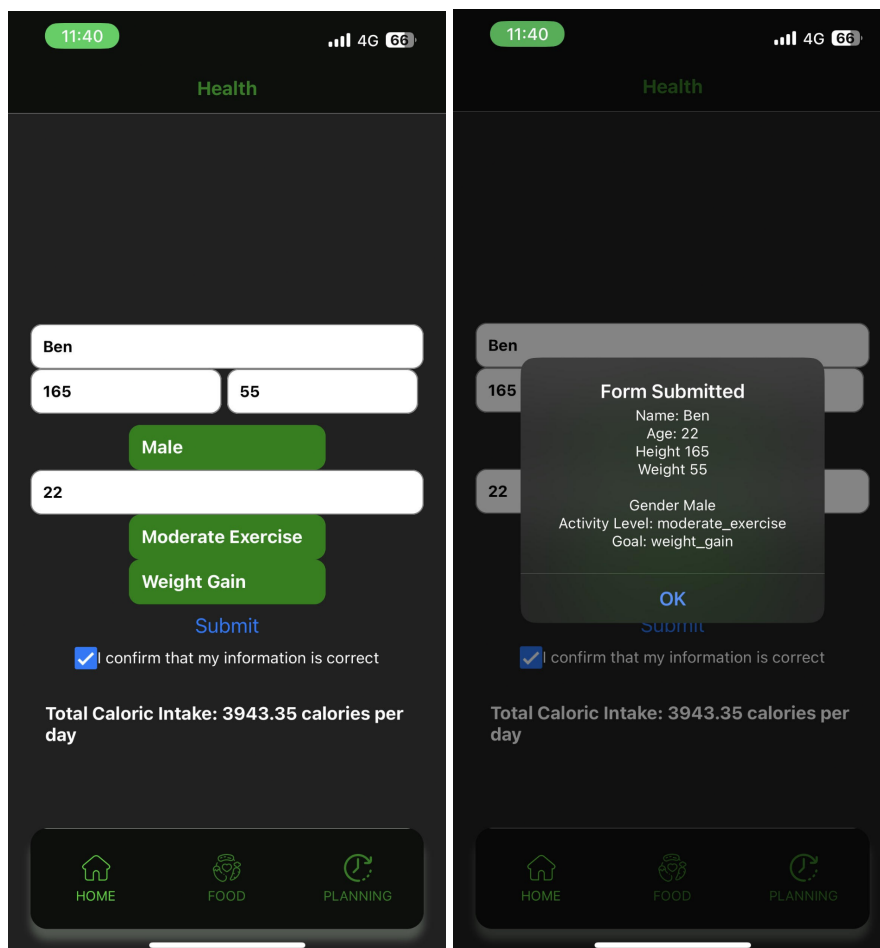 11:40
4G 66
Health
Ben
165 55
Male
22
Moderate Exercise
Weight Gain
Submit
I confirm that my information is correct
Total Caloric Intake: 3943.35 calories per
day
HOME FOOD PLANNING
11:40
4G 66
Health
Ben
165
Form Submitted
Name: Ben
Age: 22
Height 165
Weight 55
22
Gender Male
Activity Level: moderate_exercise
Goal: weight_gain
OK
Submit
I confirm that my information is correct
Total Caloric Intake: 3943.35 calories per
day
HOME FOOD PLANNING